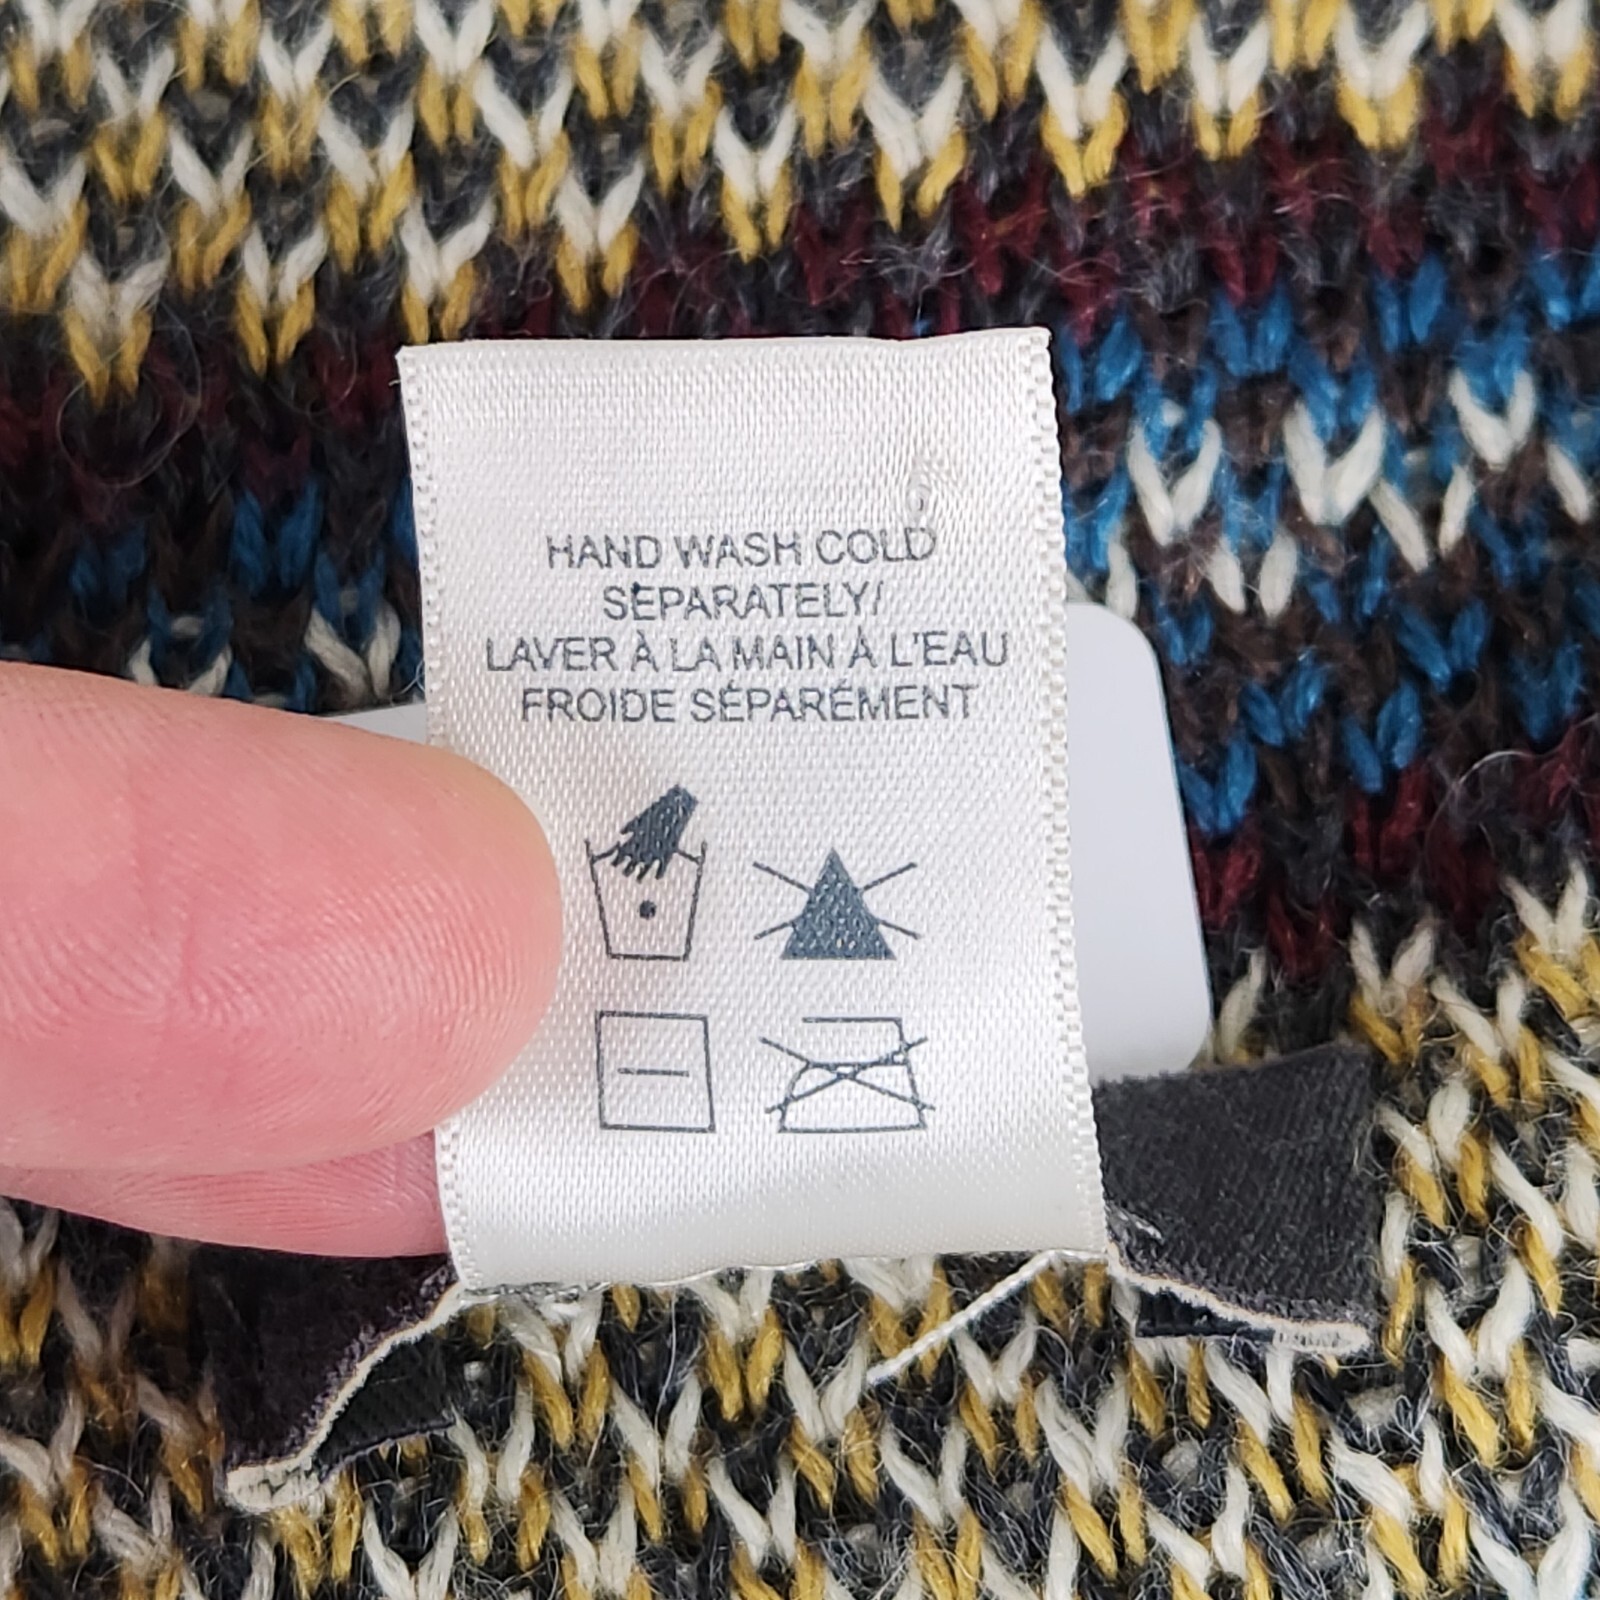 HAND WASH COLD
SEPARATELY/
LAVER À LA MAIN À L'EAU
FROIDE SÉPARÉMENT